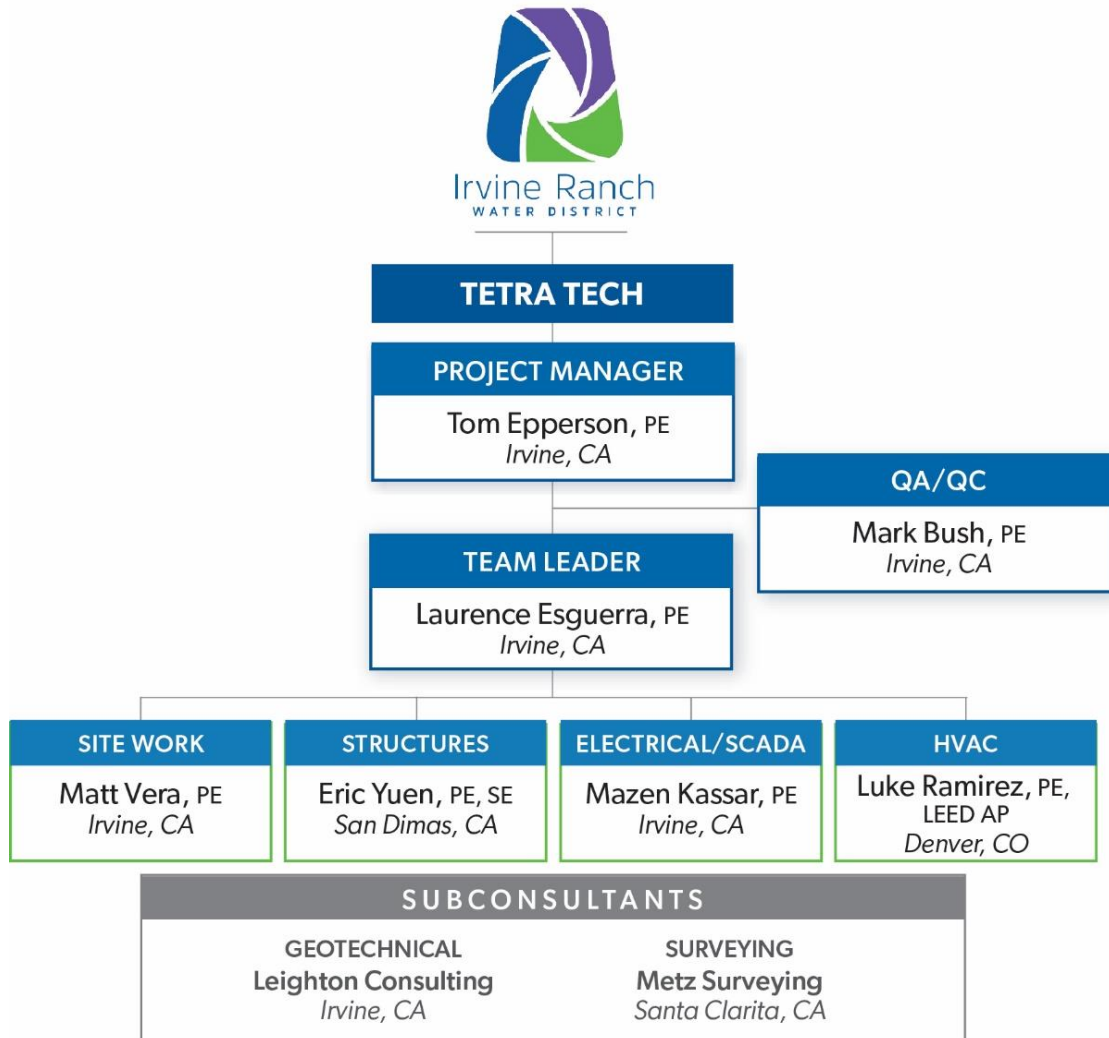 Irvine Ranch
WATER DISTRICT
TETRA TECH
PROJECT MANAGER
Tom Epperson, PE
Irvine, CA
QA/QC
Mark Bush, PE
Irvine, CA
TEAM LEADER
Laurence Esguerra, PE
Irvine, CA
SITE WORK
Matt Vera, PE
Irvine, CA
STRUCTURES
Eric Yuen, PE, SE
San Dimas, CA
ELECTRICAL/SCADA
Mazen Kassar, PE
Irvine, CA
HVAC
Luke Ramirez, PE,
LEED AP
Denver, CO
SUBCONSULTANTS
GEOTECHNICAL
Leighton Consulting
Irvine, CA
SURVEYING
Metz Surveying
Santa Clarita, CA